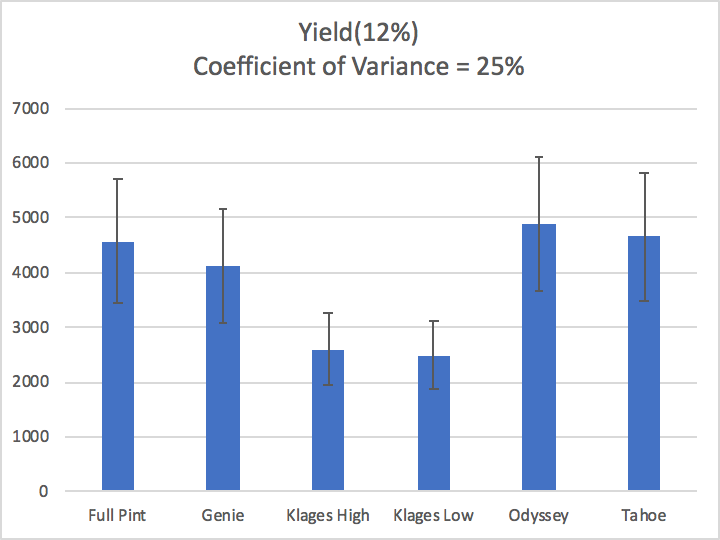 Yield(12%)
Coefficient of Variance = 25%
7000
6000
5000
4000
3000
2000
1000
0
Full Pint Genie Klages High Klages Low Odyssey Tahoe